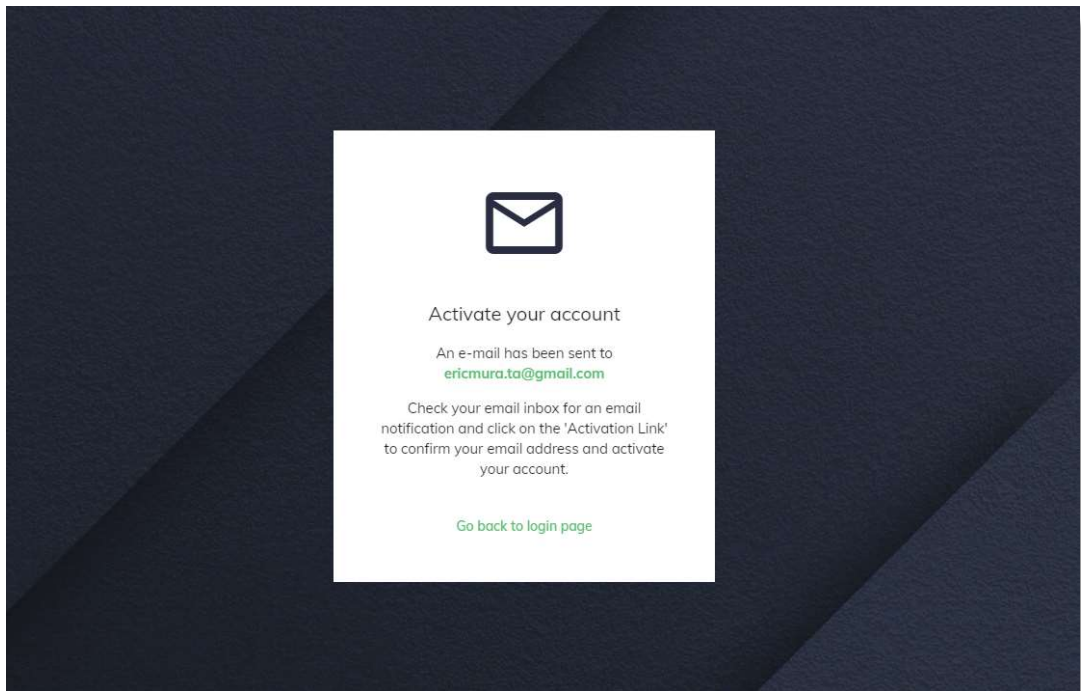 Activate your account
An e-mail has been sent to
ericmura.ta@gmail.com
Check your email inbox for an email
notification and click on the 'Activation Link'
to confirm your email address and activate
your account.
Go back to login page